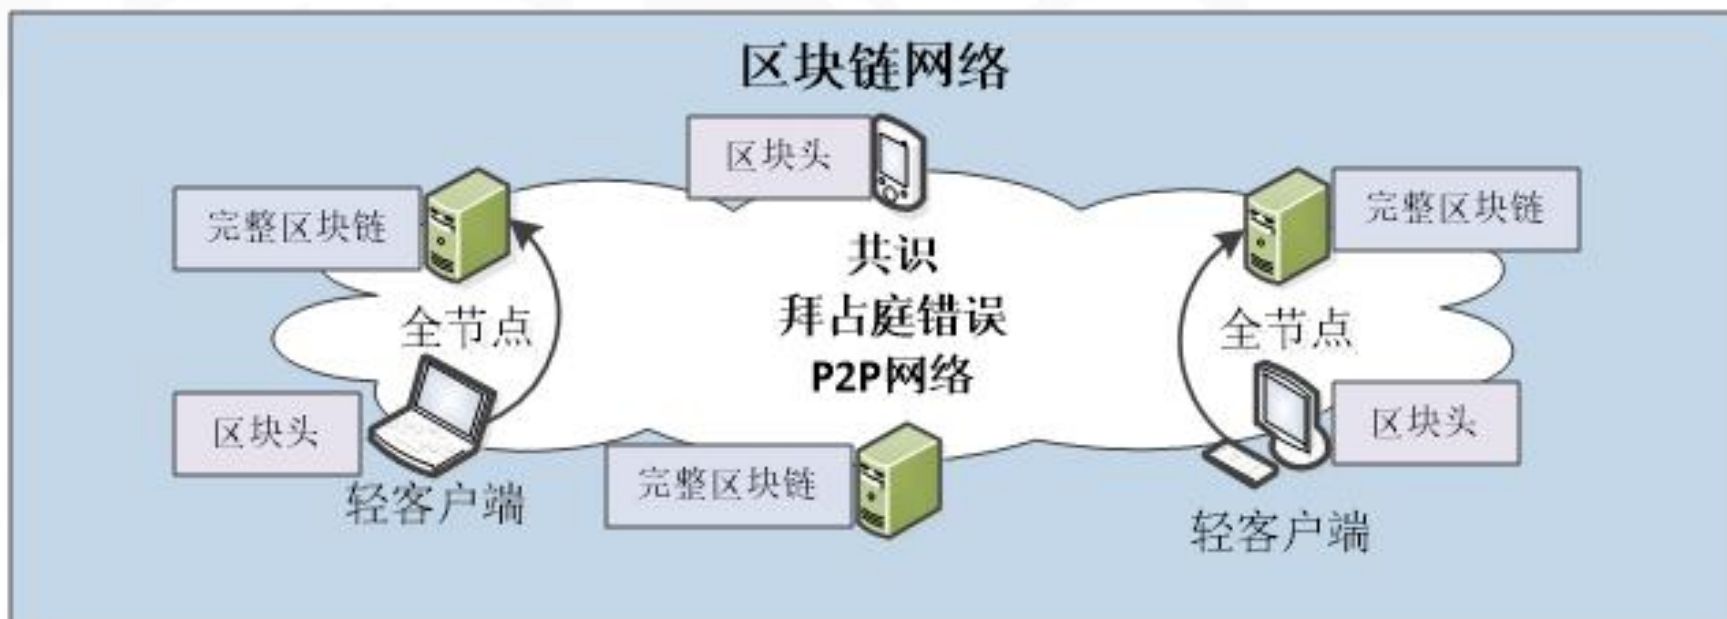 区块链网络
区块头
完整区块链
完整区块链
共识
拜占庭错误
P2P网络
全节点
全节点
区块头
区块头
完整区块链
轻客户端
轻客户端